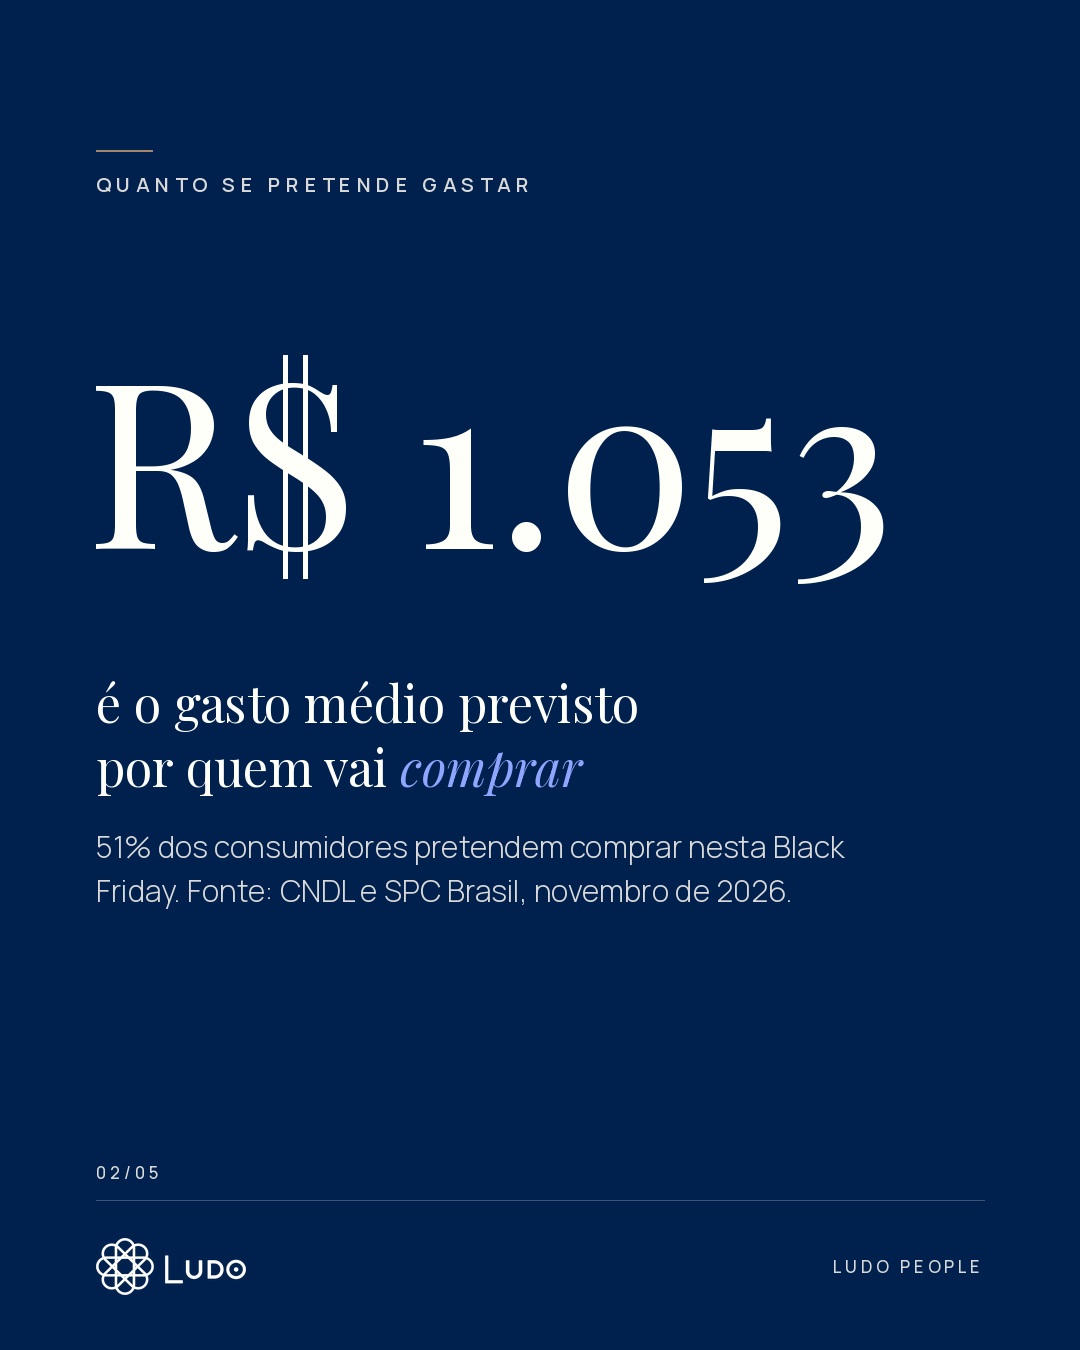 QUANTO SE PRETENDE GASTAR
R$ 1.053
é o gasto médio previsto
por quem vai comprar
51% dos consumidores pretendem comprar nesta Black
Friday. Fonte: CNDL e SPC Brasil, novembro de 2026.
02/05
LUDO
LUDO PEOPLE